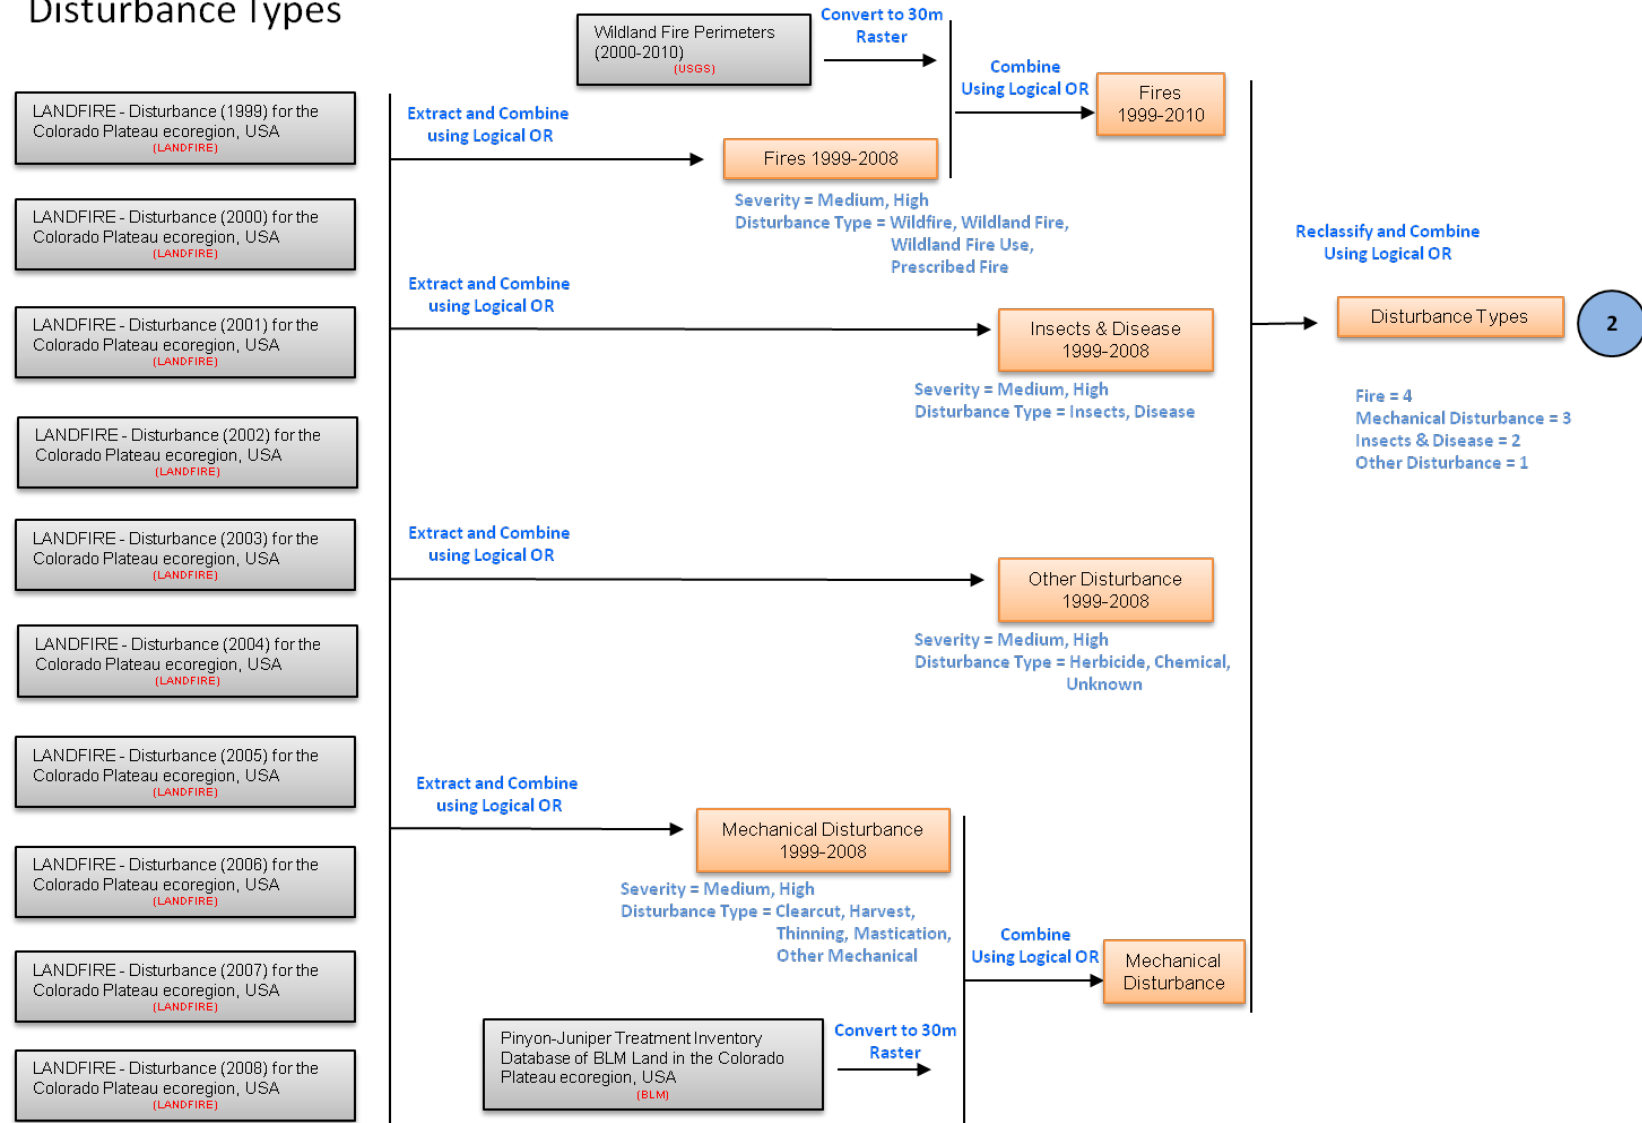 Disturbance Types
LANDFIRE - Disturbance (1999) for the
Colorado Plateau ecoregion, USA
(LANDFIRE)
LANDFIRE - Disturbance (2000) for the
Colorado Plateau ecoregion, USA
(LANDFIRE)
LANDFIRE - Disturbance (2001) for the
Colorado Plateau ecoregion, USA
(LANDFIRE)
LANDFIRE - Disturbance (2002) for the
Colorado Plateau ecoregion, USA
(LANDFIRE)
LANDFIRE - Disturbance (2003) for the
Colorado Plateau ecoregion, USA
(LANDFIRE)
LANDFIRE - Disturbance (2004) for the
Colorado Plateau ecoregion, USA
(LANDFIRE)
LANDFIRE - Disturbance (2005) for the
Colorado Plateau ecoregion, USA
(LANDFIRE)
LANDFIRE - Disturbance (2006) for the
Colorado Plateau ecoregion, USA
(LANDFIRE)
LANDFIRE - Disturbance (2007) for the
Colorado Plateau ecoregion, USA
(LANDFIRE)
LANDFIRE - Disturbance (2008) for the
Colorado Plateau ecoregion, USA
(LANDFIRE)
Wildland Fire Perimeters
(2000-2010)
(USGS)
Convert to 30m
Raster
Extract and Combine
using Logical OR
Fires 1999-2008
Severity = Medium, High
Disturbance Type = Wildfire, Wildland Fire,
Wildland Fire Use,
Prescribed Fire
Combine
Using Logical OR
Fires
1999-2010
Extract and Combine
using Logical OR
Insects & Disease
1999-2008
Severity = Medium, High
Disturbance Type = Insects, Disease
Extract and Combine
using Logical OR
Other Disturbance
1999-2008
Severity = Medium, High
Disturbance Type = Herbicide, Chemical,
Unknown
Extract and Combine
using Logical OR
Mechanical Disturbance
1999-2008
Severity = Medium, High
Disturbance Type = Clearcut, Harvest,
Thinning, Mastication,
Other Mechanical
Pinyon-Juniper Treatment Inventory
Database of BLM Land in the Colorado
Plateau ecoregion, USA
(BLM)
Convert to 30m
Raster
Combine
Using Logical OR
Mechanical
Disturbance
Reclassify and Combine
Using Logical OR
Disturbance Types
2
Fire = 4
Mechanical Disturbance = 3
Insects & Disease = 2
Other Disturbance = 1